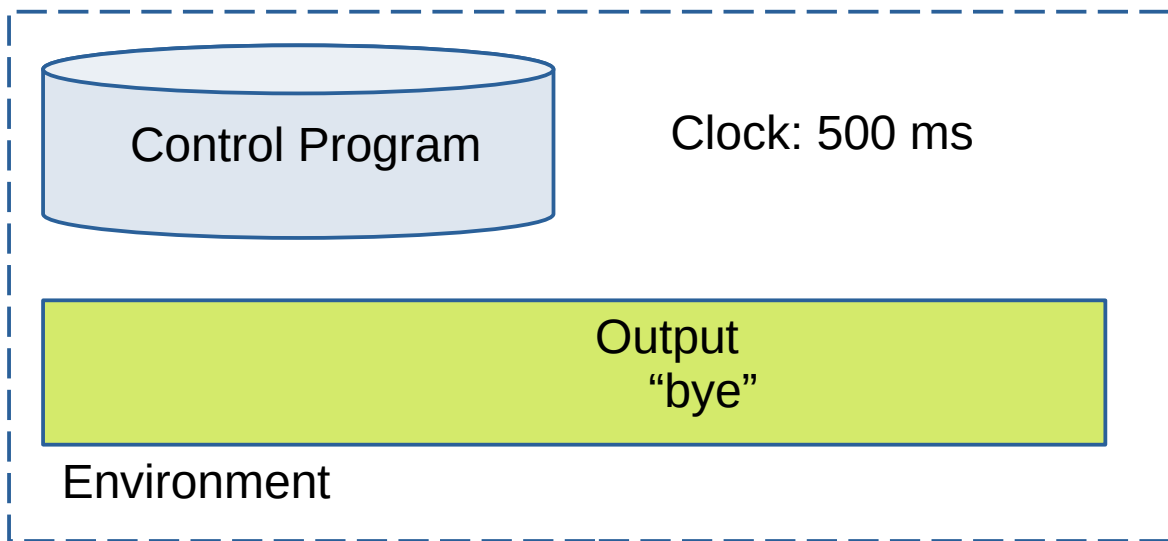 Control Program
Clock: 500 ms
Output
“bye”
Environment